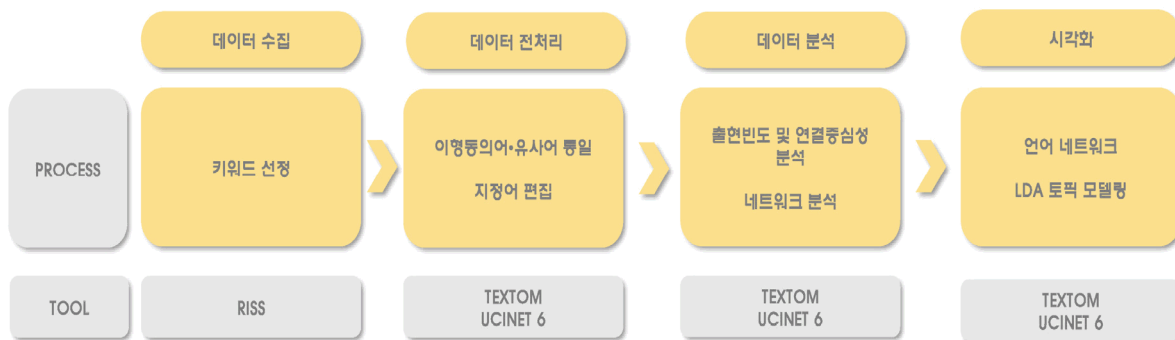 데이터 수집
데이터 전처리
데이터 분석
시각화
PROCESS
키워드 선정
이형동의어•유사어 통일
지정어 편집
출현빈도 및 연결중심성
분석
네트워크 분석
언어 네트워크
LDA 토픽 모델링
TOOL
RISS
TEXTOM
UCINET 6
TEXTOM
UCINET 6
TEXTOM
UCINET 6